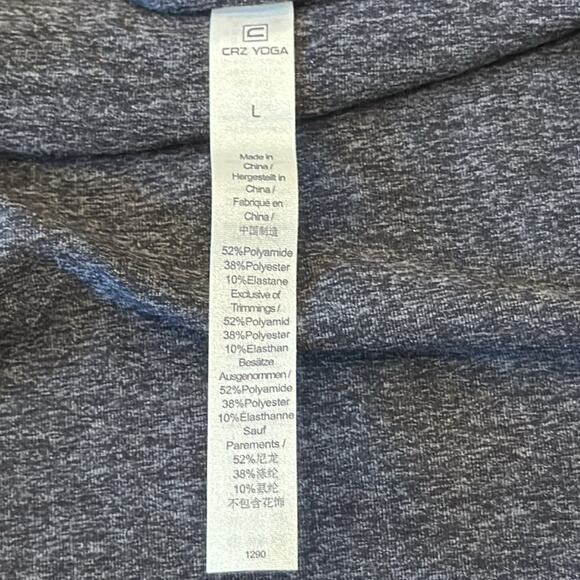 CRZ YOGA
L
Made in
China /
Hergestellt in
China /
Fabriqué en
China /
中国制造
52%Polyamide
38%Polyester
10%Elastane
Exclusive of
Trimmings /
52%Polyamid
38%Polyester
10%Elasthan
Besätze
Ausgenommen /
52%Polyamide
38%Polyester
10%Élasthanne
Sauf
Parements /
52%尼龙
38%涤纶
10%氨纶
不包含花饰
1290